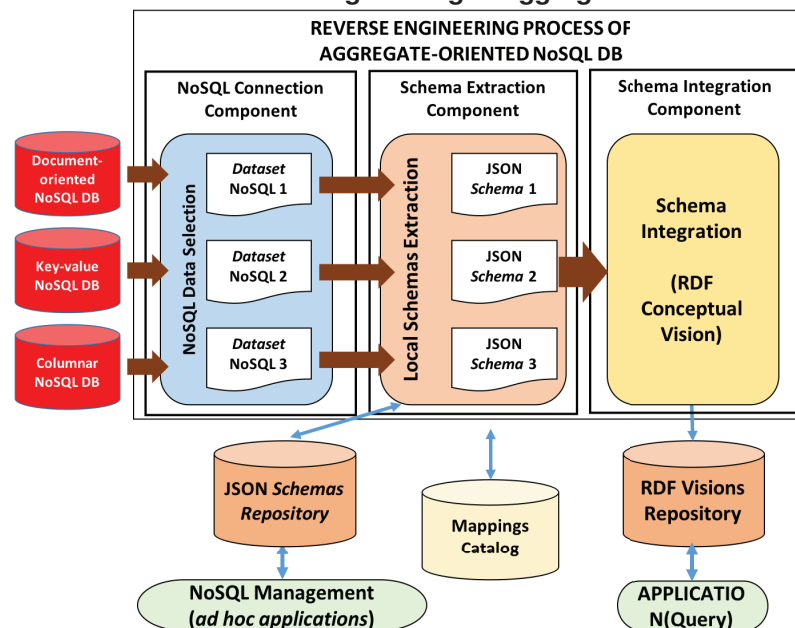 REVERSE ENGINEERING PROCESS OF
AGGREGATE-ORIENTED NoSQL DB
NoSQL Connection
Component
Schema Extraction
Component
Schema Integration
Component
Document-
oriented
NoSQL DB
Key-value
NoSQL DB
Columnar
NoSQL DB
NoSQL Data Selection
Dataset
NoSQL 1
Dataset
NoSQL 2
Dataset
NoSQL 3
Local Schemas Extraction
JSON
Schema 1
JSON
Schema 2
JSON
Schema 3
Schema
Integration
(RDF
Conceptual
Vision)
JSON Schemas
Repository
Mappings
Catalog
RDF Visions
Repository
NoSQL Management
(ad hoc applications)
APPLICATIO
N(Query)